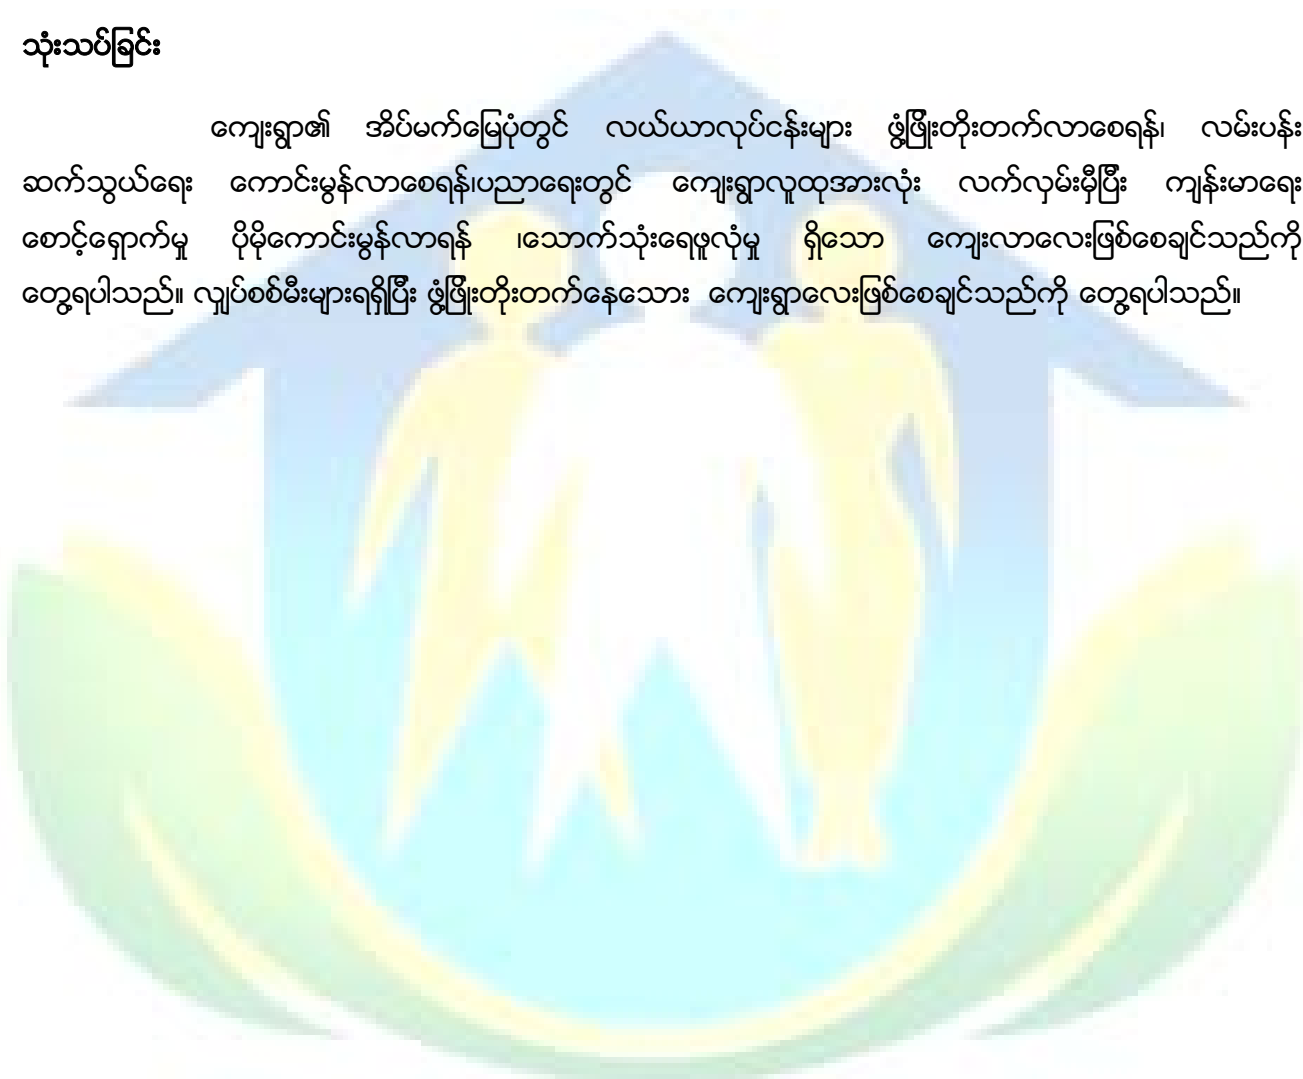 သုံးသပ်ခြင်း
ကျေးရွာ၏ အိပ်မက်မြေပုံတွင် လယ်ယာလုပ်ငန်းများ ဖွံ့ဖြိုးတိုးတက်လာစေရန်၊ လမ်းပန်း
ဆက်သွယ်ရေး ကောင်းမွန်လာစေရန်၊ပညာရေးတွင် ကျေးရွာလူထုအားလုံး လက်လှမ်းမှီပြီး ကျန်းမာရေး
စောင့်ရှောက်မှု ပိုမိုကောင်းမွန်လာရန် ၊သောက်သုံးရေဖူလုံမှု ရှိသော ကျေးလာလေးဖြစ်စေချင်သည်ကို
တွေ့ရပါသည်။ လျှပ်စစ်မီးများရရှိပြီး ဖွံ့ဖြိုးတိုးတက်နေသေား ကျေးရွာလေးဖြစ်စေချင်သည်ကို တွေ့ရပါသည်။